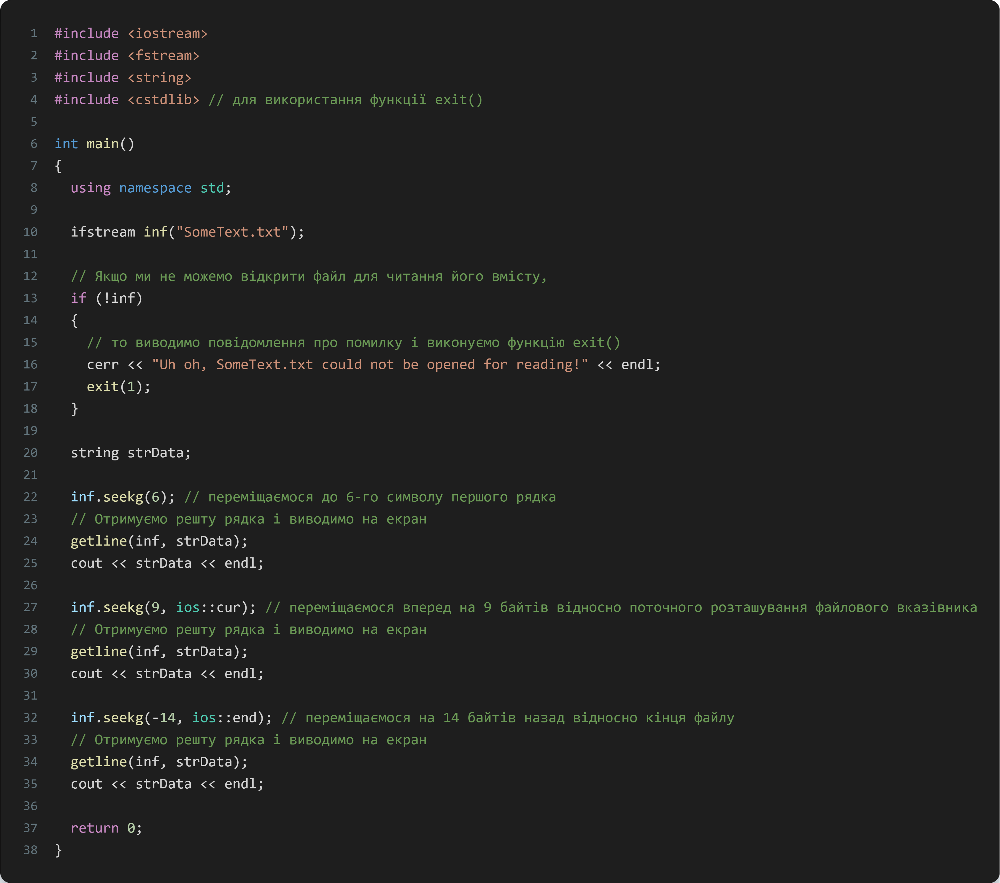 1 #include <iostream>
2 #include <fstream>
3 #include <string>
4 #include <cstdlib> // для використання функції exit()
5
6 int main()
7 {
8   using namespace std;
9
10   ifstream inf("SomeText.txt");
11
12   // Якщо ми не можемо відкрити файл для читання його вмісту,
13   if (!inf)
14   {
15     // то виводимо повідомлення про помилку і виконуємо функцію exit()
16     cerr << "Uh oh, SomeText.txt could not be opened for reading!" << endl;
17     exit(1);
18   }
19
20   string strData;
21
22   inf.seekg(6); // переміщаємося до 6-го символу першого рядка
23   // Отримуємо решту рядка і виводимо на екран
24   getline(inf, strData);
25   cout << strData << endl;
26
27   inf.seekg(9, ios::cur); // переміщаємося вперед на 9 байтів відносно поточного розташування файлового вказівника
28   // Отримуємо решту рядка і виводимо на екран
29   getline(inf, strData);
30   cout << strData << endl;
31
32   inf.seekg(-14, ios::end); // переміщаємося на 14 байтів назад відносно кінця файлу
33   // Отримуємо решту рядка і виводимо на екран
34   getline(inf, strData);
35   cout << strData << endl;
36
37   return 0;
38 }